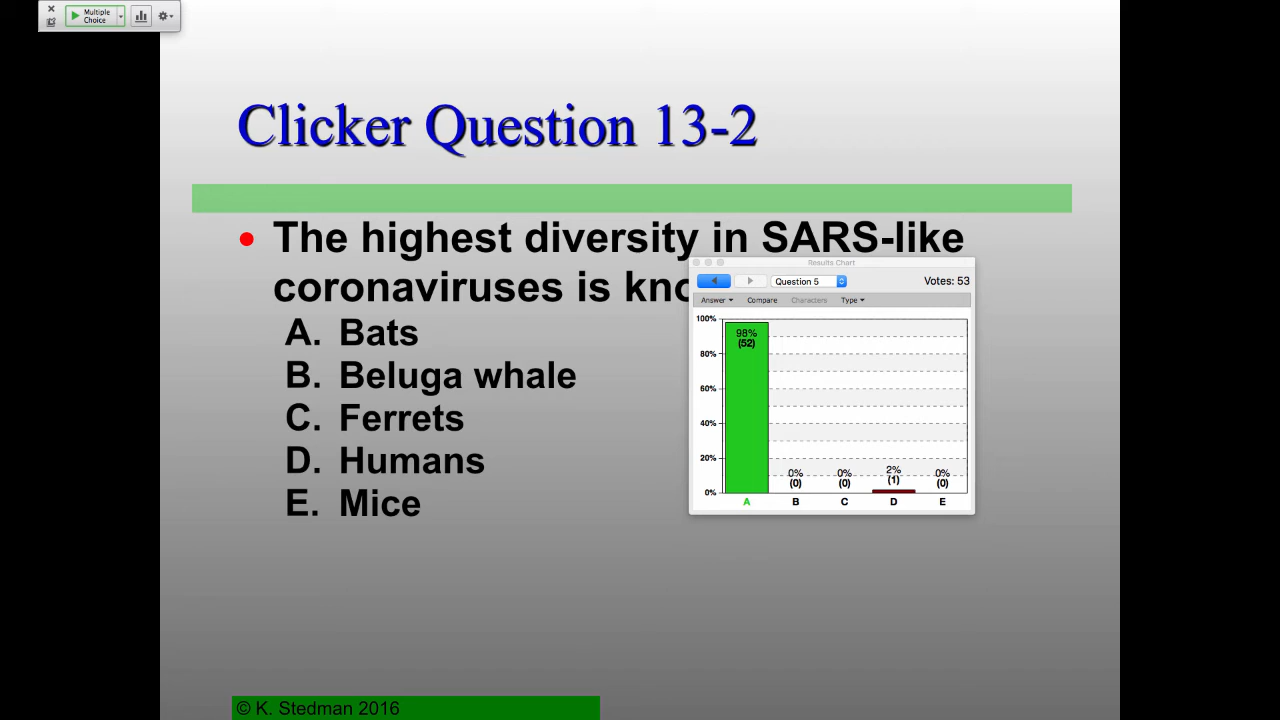 Multiple
Choice
Clicker Question 13-2
• The highest diversity in SARS-like
coronaviruses is
A. Bats
B. Beluga whale
C. Ferrets
D. Humans
E. Mice
Results Chart
Question 5
Votes: 53
Answer Compare Characters Type
100%
80%
60%
40%
20%
0%
98%
(52)
0%
(0)
0%
(0)
2%
(1)
0%
(0)
A B C D E
© K. Stedman 2016